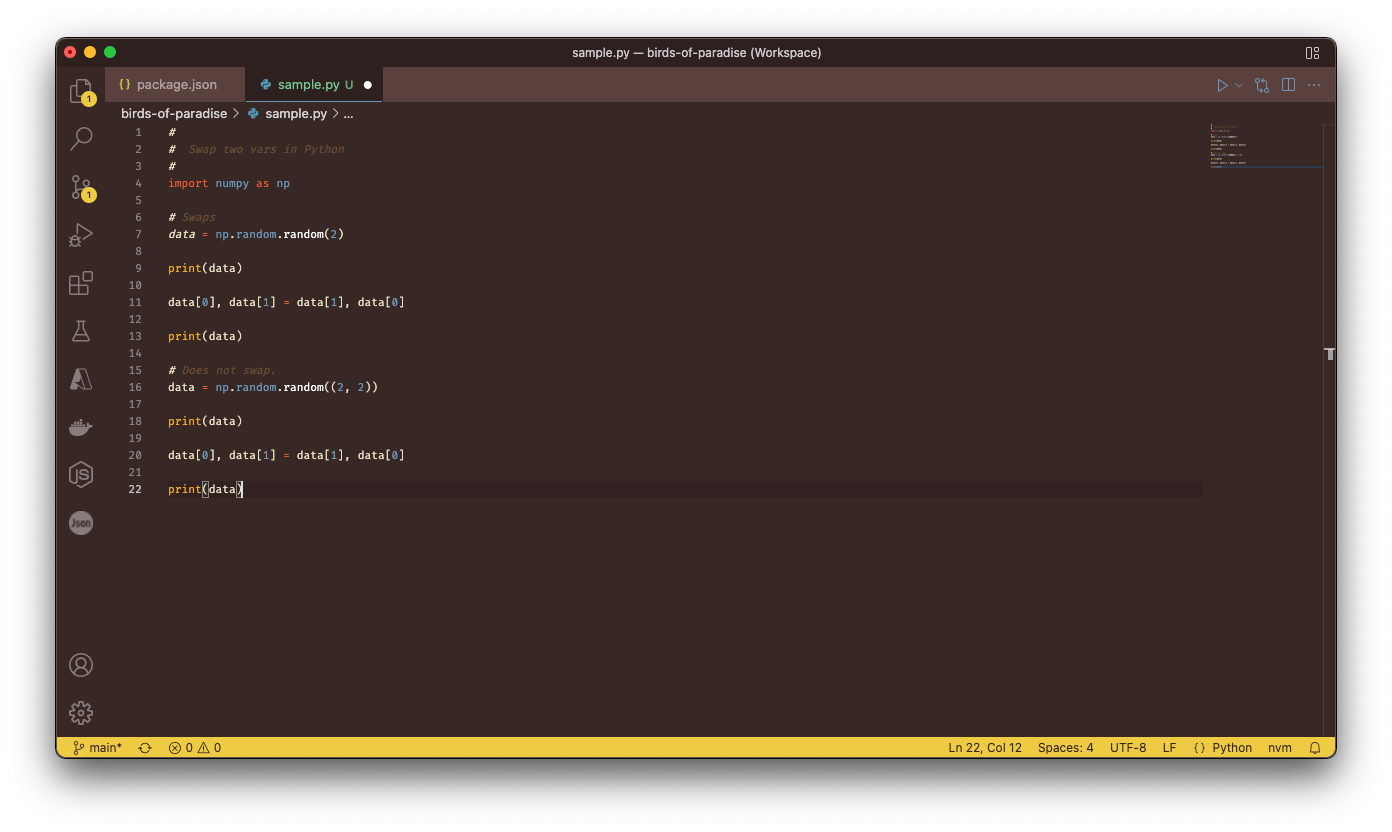 sample.py — birds-of-paradise (Workspace)
{} package.json
sample.py U
birds-of-paradise > sample.py > ...
1 #
2 # Swap two vars in Python
3 #
4 import numpy as np
5
6 # Swaps
7 data = np.random.random(2)
8
9 print(data)
10
11 data[0], data[1] = data[1], data[0]
12
13 print(data)
14
15 # Does not swap.
16 data = np.random.random((2, 2))
17
18 print(data)
19
20 data[0], data[1] = data[1], data[0]
21
22 print(data)
1
1
JS
Json
main* 0 0 Ln 22, Col 12 Spaces: 4 UTF-8 LF {} Python nvm